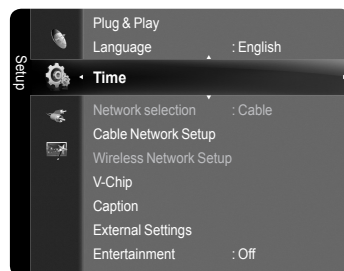 Setup
Plug & Play
Language : English
Time
Network selection : Cable
Cable Network Setup
Wireless Network Setup
V-Chip
Caption
External Settings
Entertainment : Off